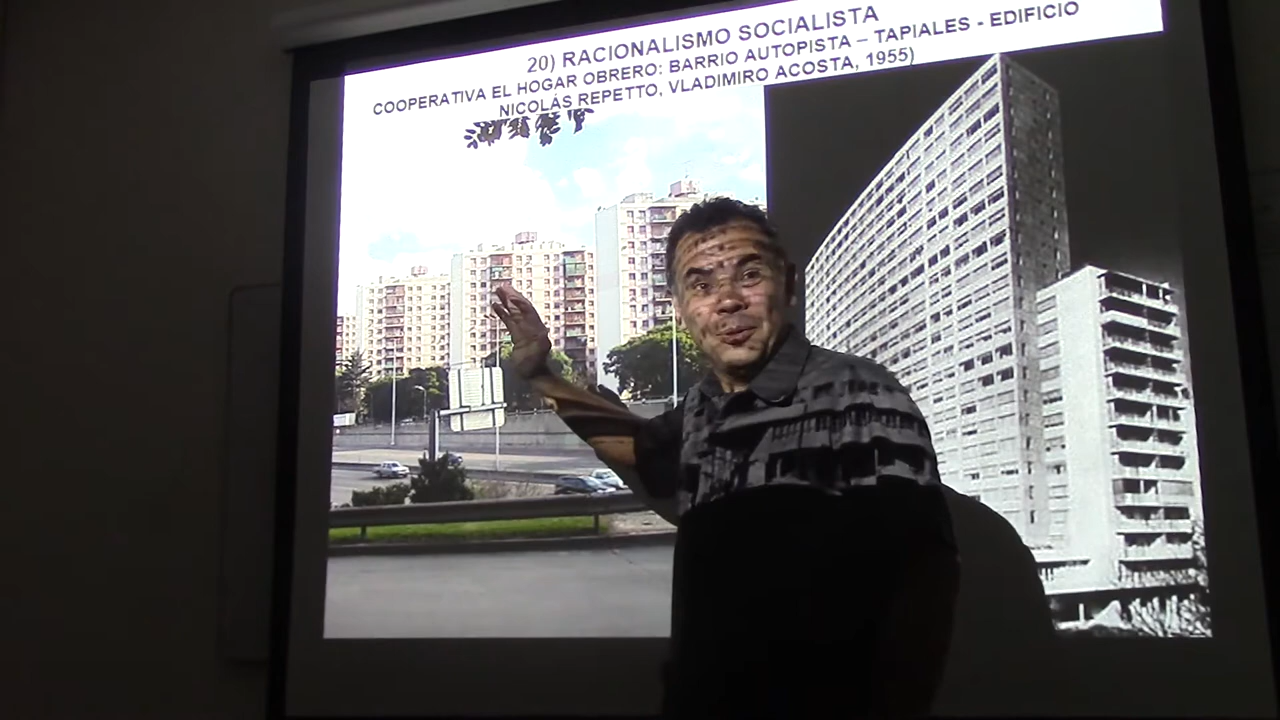 20) RACIONALISMO SOCIALISTA
COOPERATIVA EL HOGAR OBRERO: BARRIO AUTOPISTA – TAPIALES - EDIFICIO
NICOLÁS REPETTO, VLADIMIRO ACOSTA, 1955)